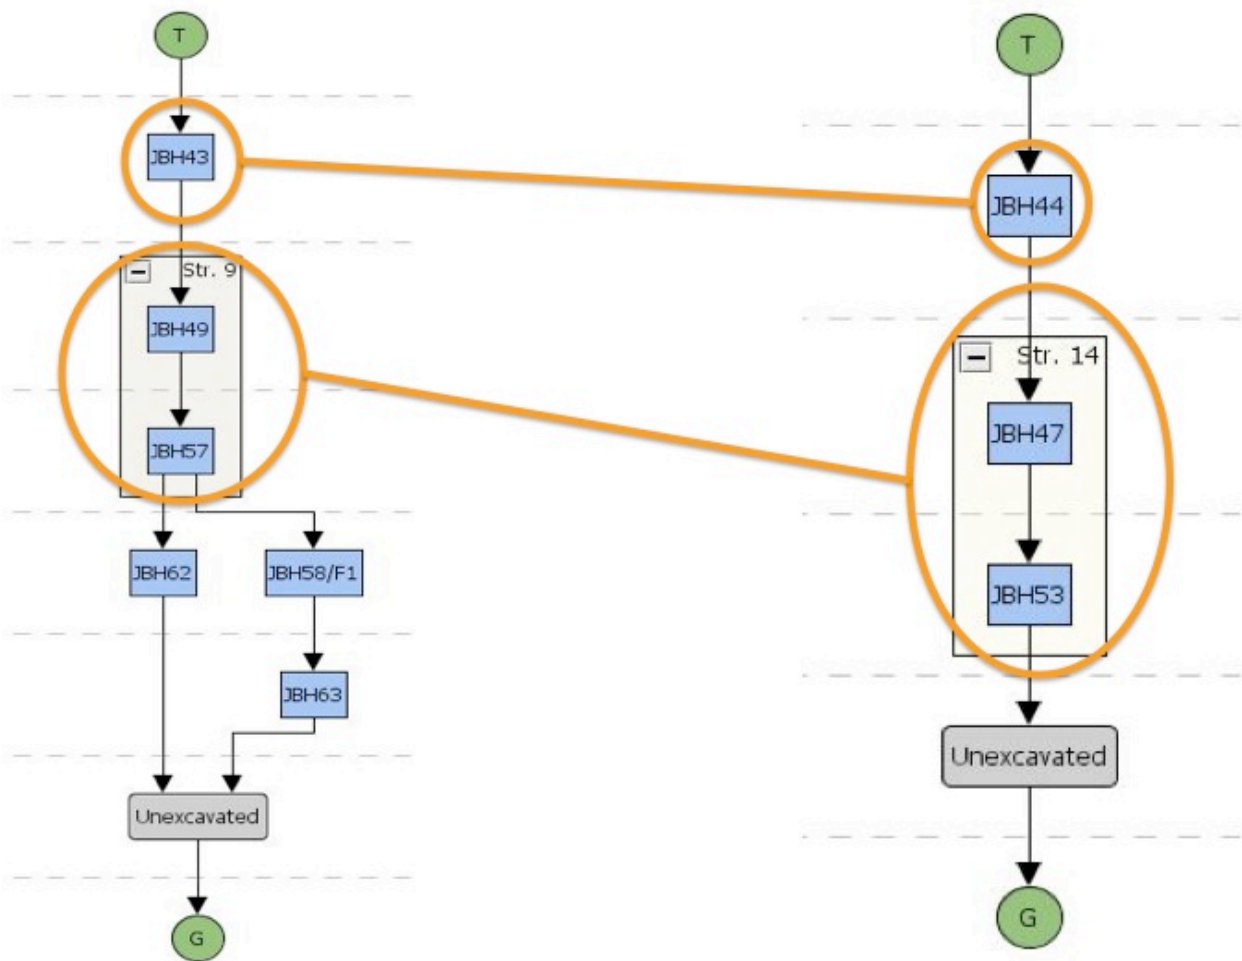 T
JBH43
Str. 9
JBH49
JBH57
JBH62
JBH58/F1
JBH63
Unexcavated
G
T
JBH44
Str. 14
JBH47
JBH53
Unexcavated
G